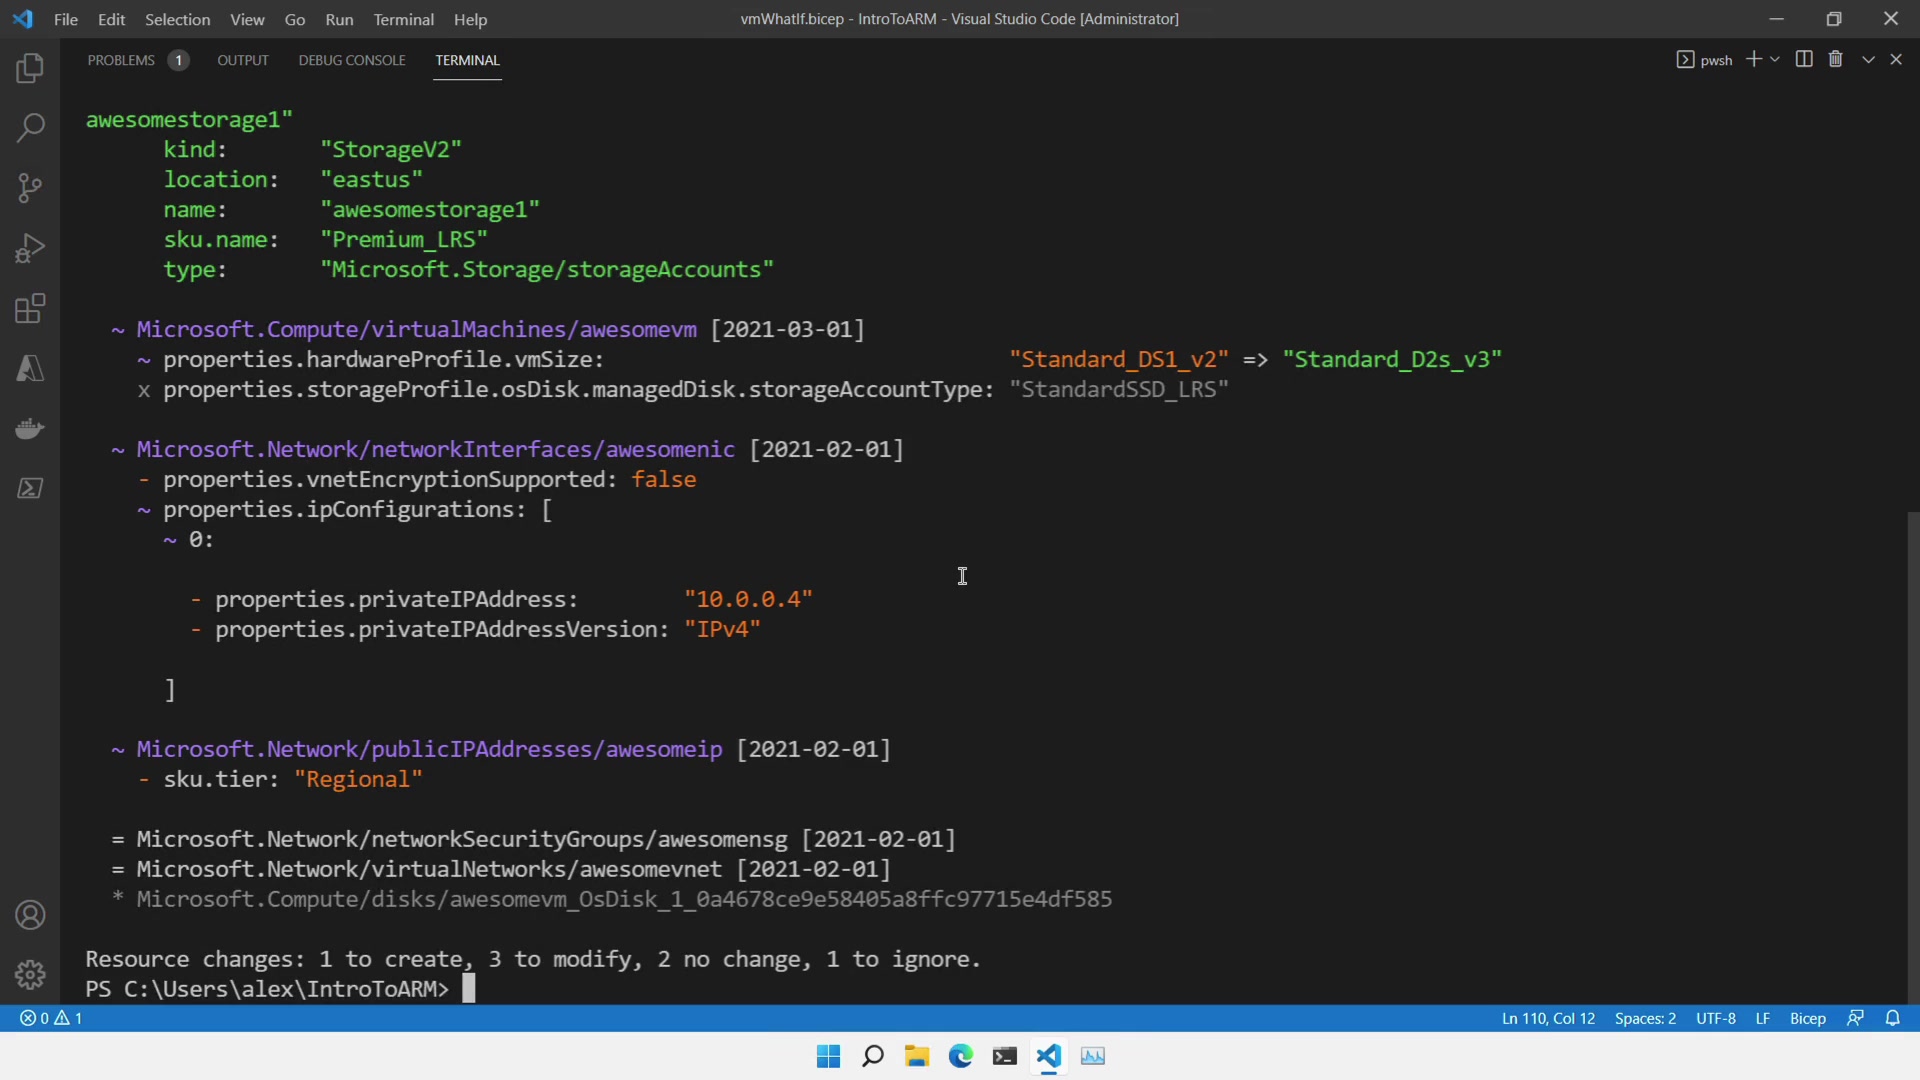 File Edit Selection View Go Run Terminal Help vmWhatIf.bicep - IntroToARM - Visual Studio Code [Administrator]
PROBLEMS 1 OUTPUT DEBUG CONSOLE TERMINAL pwsh
awesomestorage1"
kind: "StorageV2"
location: "eastus"
name: "awesomestorage1"
sku.name: "Premium_LRS"
type: "Microsoft.Storage/storageAccounts"
~ Microsoft.Compute/virtualMachines/awesomevm [2021-03-01]
~ properties.hardwareProfile.vmSize: "Standard_DS1_v2" => "Standard_D2s_v3"
x properties.storageProfile.osDisk.managedDisk.storageAccountType: "StandardSSD_LRS"
~ Microsoft.Network/networkInterfaces/awesomenic [2021-02-01]
- properties.vnetEncryptionSupported: false
~ properties.ipConfigurations: [
~ 0:
- properties.privateIPAddress: "10.0.0.4"
- properties.privateIPAddressVersion: "IPv4"
]
~ Microsoft.Network/publicIPAddresses/awesomeip [2021-02-01]
- sku.tier: "Regional"
= Microsoft.Network/networkSecurityGroups/awesomensg [2021-02-01]
= Microsoft.Network/virtualNetworks/awesomevnet [2021-02-01]
* Microsoft.Compute/disks/awesomevm_OsDisk_1_0a4678ce9e58405a8ffc97715e4df585
Resource changes: 1 to create, 3 to modify, 2 no change, 1 to ignore.
PS C:\Users\alex\IntroToARM>
0 1 Ln 110, Col 12 Spaces: 2 UTF-8 LF Bicep